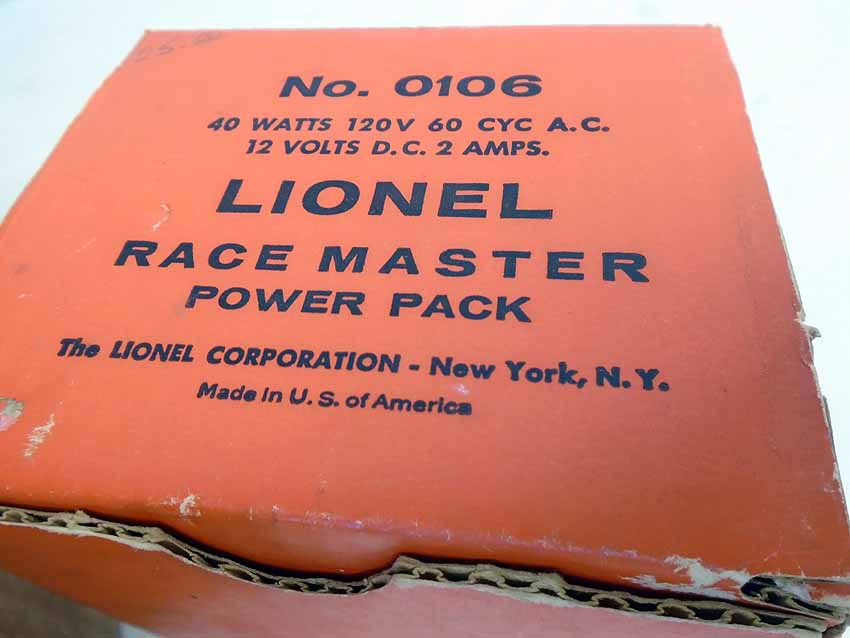 No. 0106
40 WATTS 120V 60 CYC A.C.
12 VOLTS D.C. 2 AMPS.
LIONEL
RACE MASTER
POWER PACK
The LIONEL CORPORATION - New York, N.Y.
Made in U.S. of America